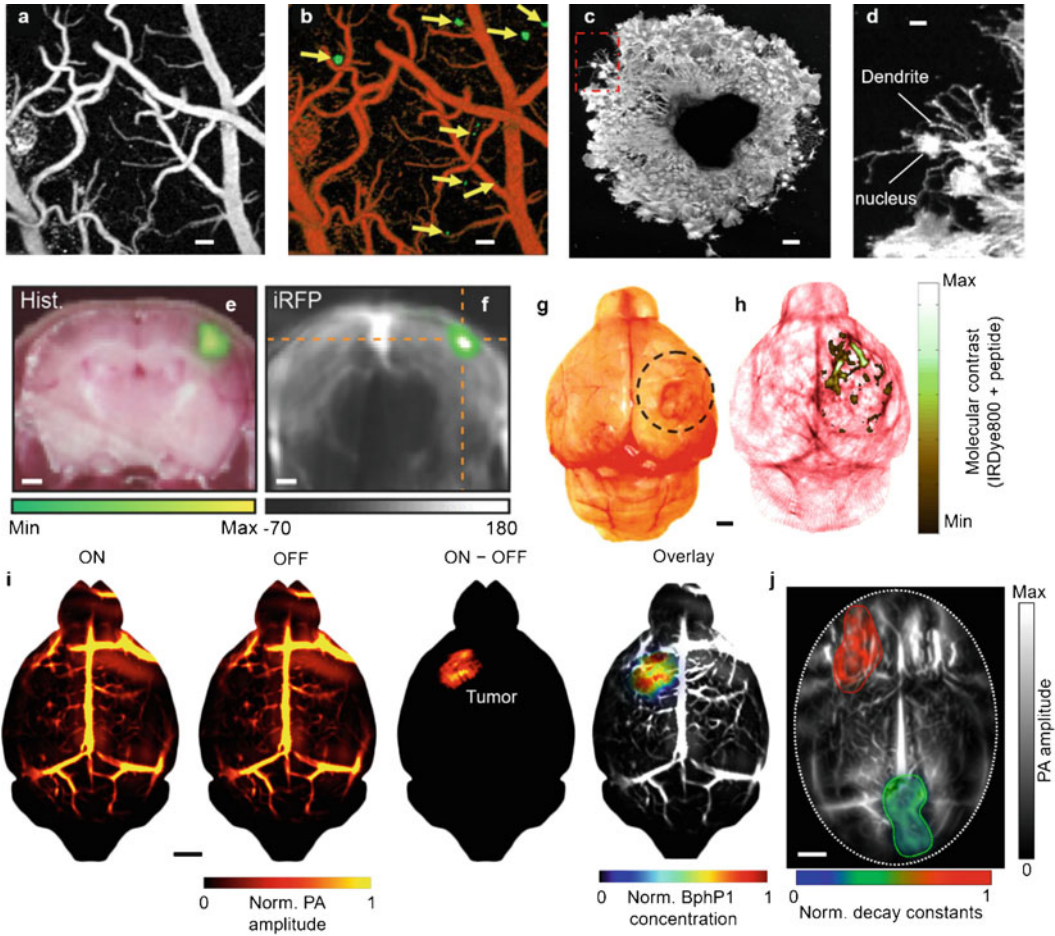 a
b
c
d
Dendrite
nucleus
Hist.
e
iRFP
f
g
h
Max
Molecular contrast
(IRDye800 + peptide)
Min
Min
Max
-70
180
ON
OFF
ON – OFF
Overlay
i
Tumor
j
Max
PA amplitude
0
0
Norm. PA
amplitude
1
0
Norm. BphP1
concentration
1
0
1
Norm. decay constants